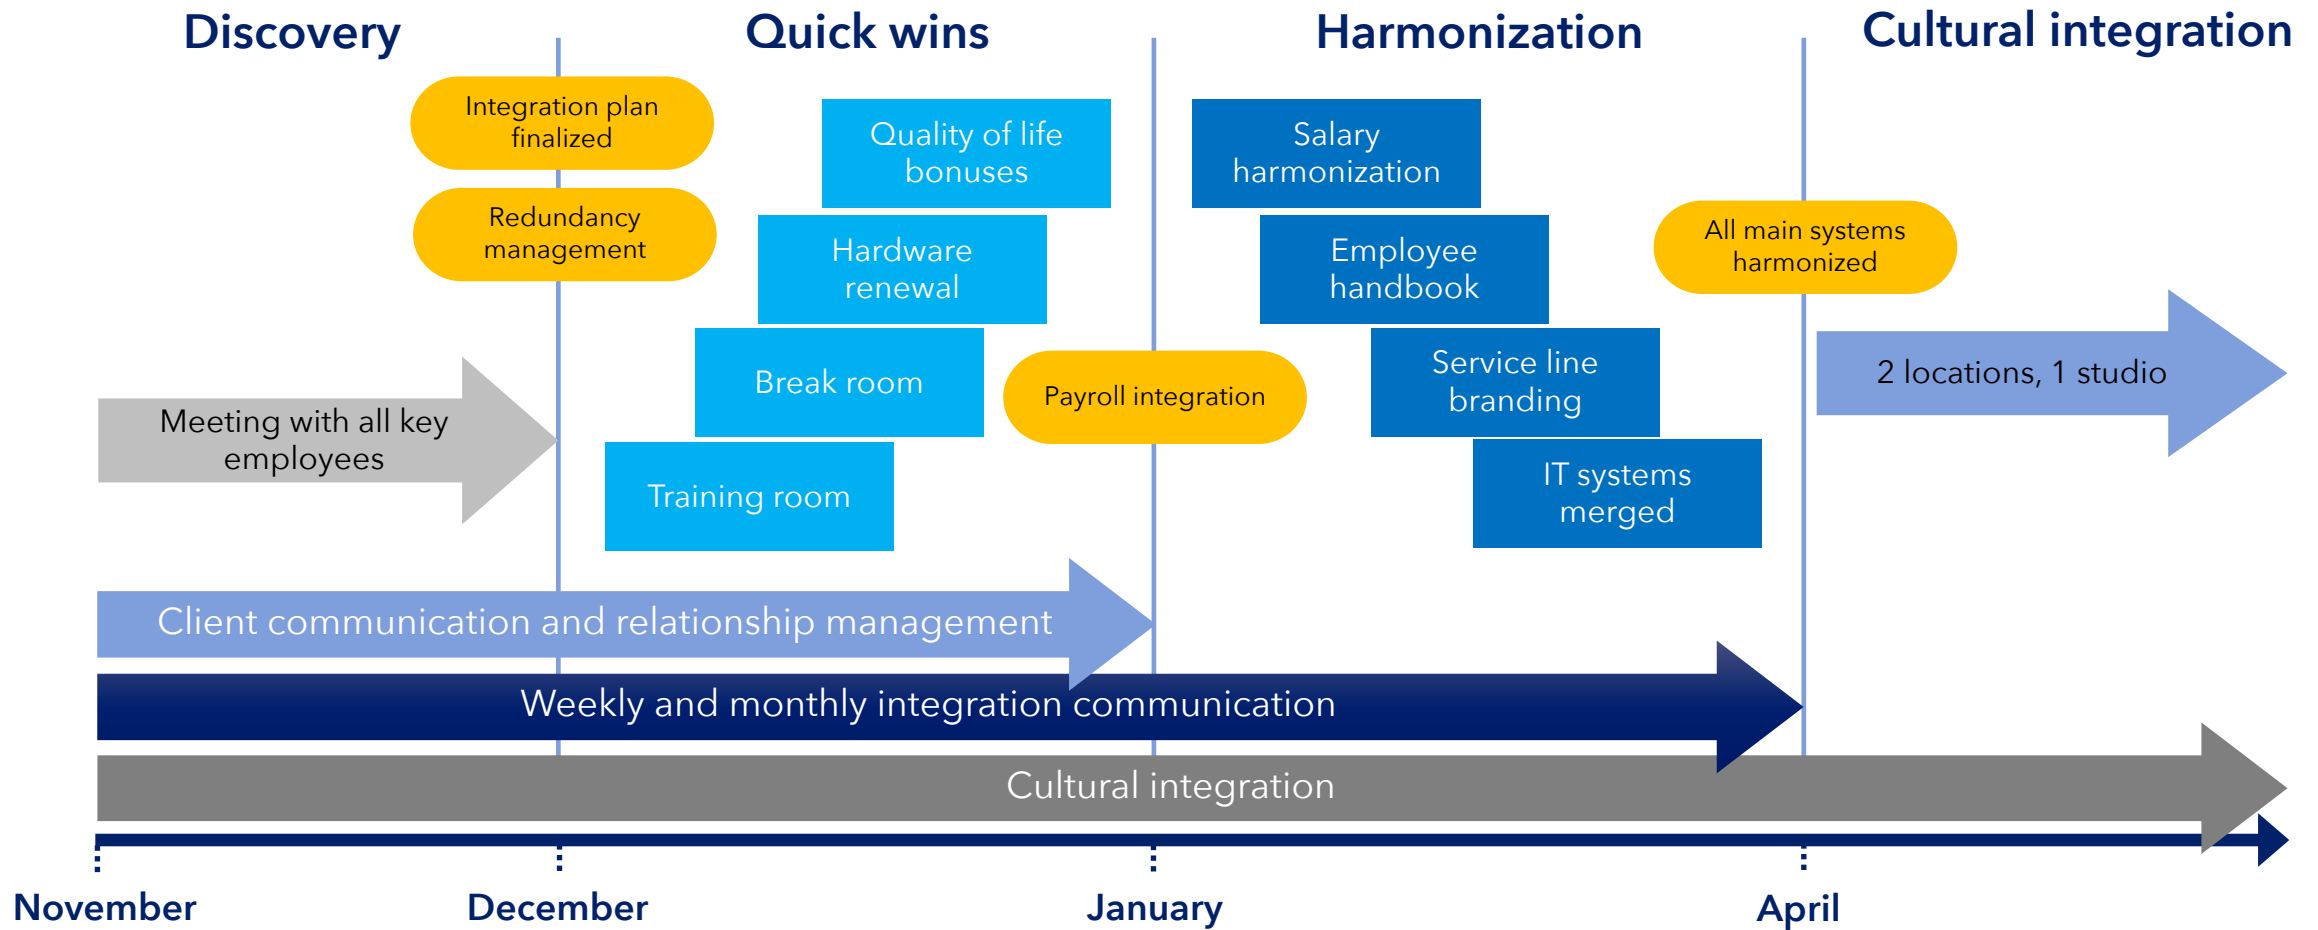 Discovery
Quick wins
Harmonization
Cultural integration
Integration plan
finalized
Redundancy
management
Meeting with all key
employees
Quality of life
bonuses
Hardware
renewal
Break room
Training room
Payroll integration
Salary
harmonization
Employee
handbook
Service line
branding
IT systems
merged
All main systems
harmonized
2 locations, 1 studio
Client communication and relationship management
Weekly and monthly integration communication
Cultural integration
November
December
January
April